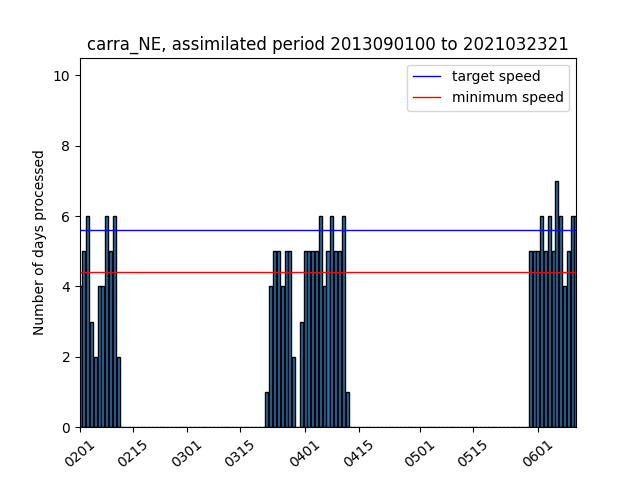 carra_NE, assimilated period 2013090100 to 2021032321
target speed
minimum speed
Number of days processed
10
8
6
4
2
0
0201 0215 0301 0315 0401 0415 0501 0515 0601